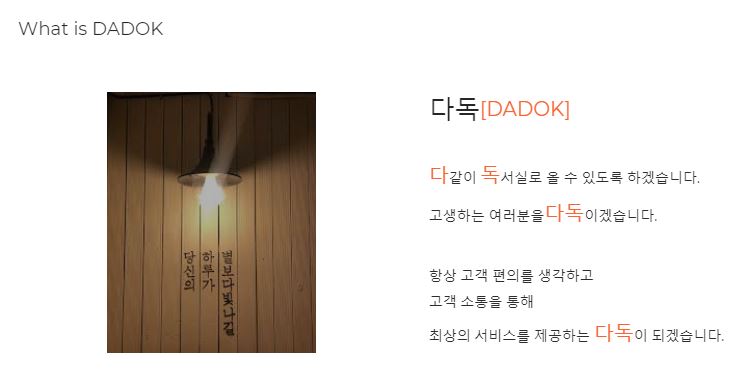 What is DADOK
당신의
하루가
별보다빛나길
다독[DADOK]
다같이 독서실로 올 수 있도록 하겠습니다.
고생하는 여러분을다독이겠습니다.
항상 고객 편의를 생각하고
고객 소통을 통해
최상의 서비스를 제공하는 다독이 되겠습니다.